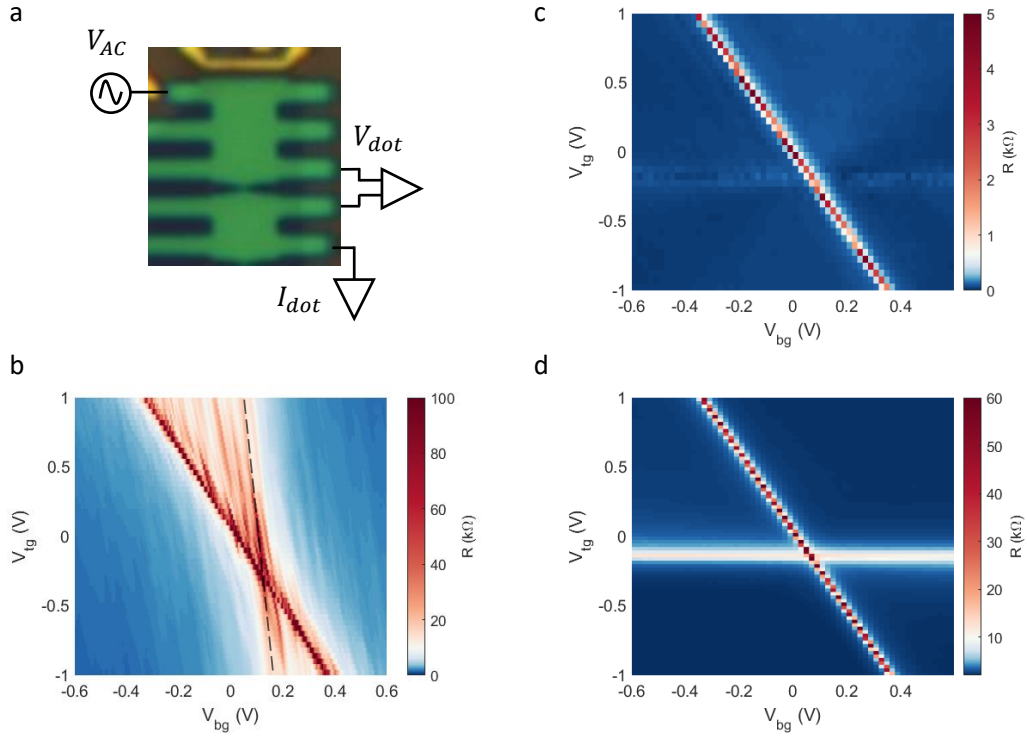 a
V_AC
V_dot
I_dot
b
1
0.5
0
-0.5
-1
V_tg (V)
-0.6 -0.4 -0.2 0 0.2 0.4 0.6
V_bg (V)
100
80
60
40
20
0
R (kΩ)
c
1
0.5
0
-0.5
-1
V_tg (V)
-0.6 -0.4 -0.2 0 0.2 0.4
V_bg (V)
5
4
3
2
1
0
R (kΩ)
d
1
0.5
0
-0.5
-1
V_tg (V)
-0.6 -0.4 -0.2 0 0.2 0.4
V_bg (V)
60
50
40
30
20
10
R (kΩ)